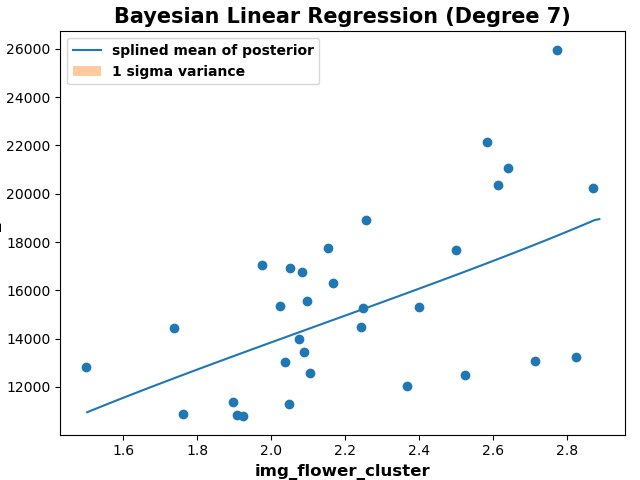 Bayesian Linear Regression (Degree 7)
splined mean of posterior
1 sigma variance
26000
24000
22000
20000
18000
16000
14000
12000
1.6 1.8 2.0 2.2 2.4 2.6 2.8
img_flower_cluster